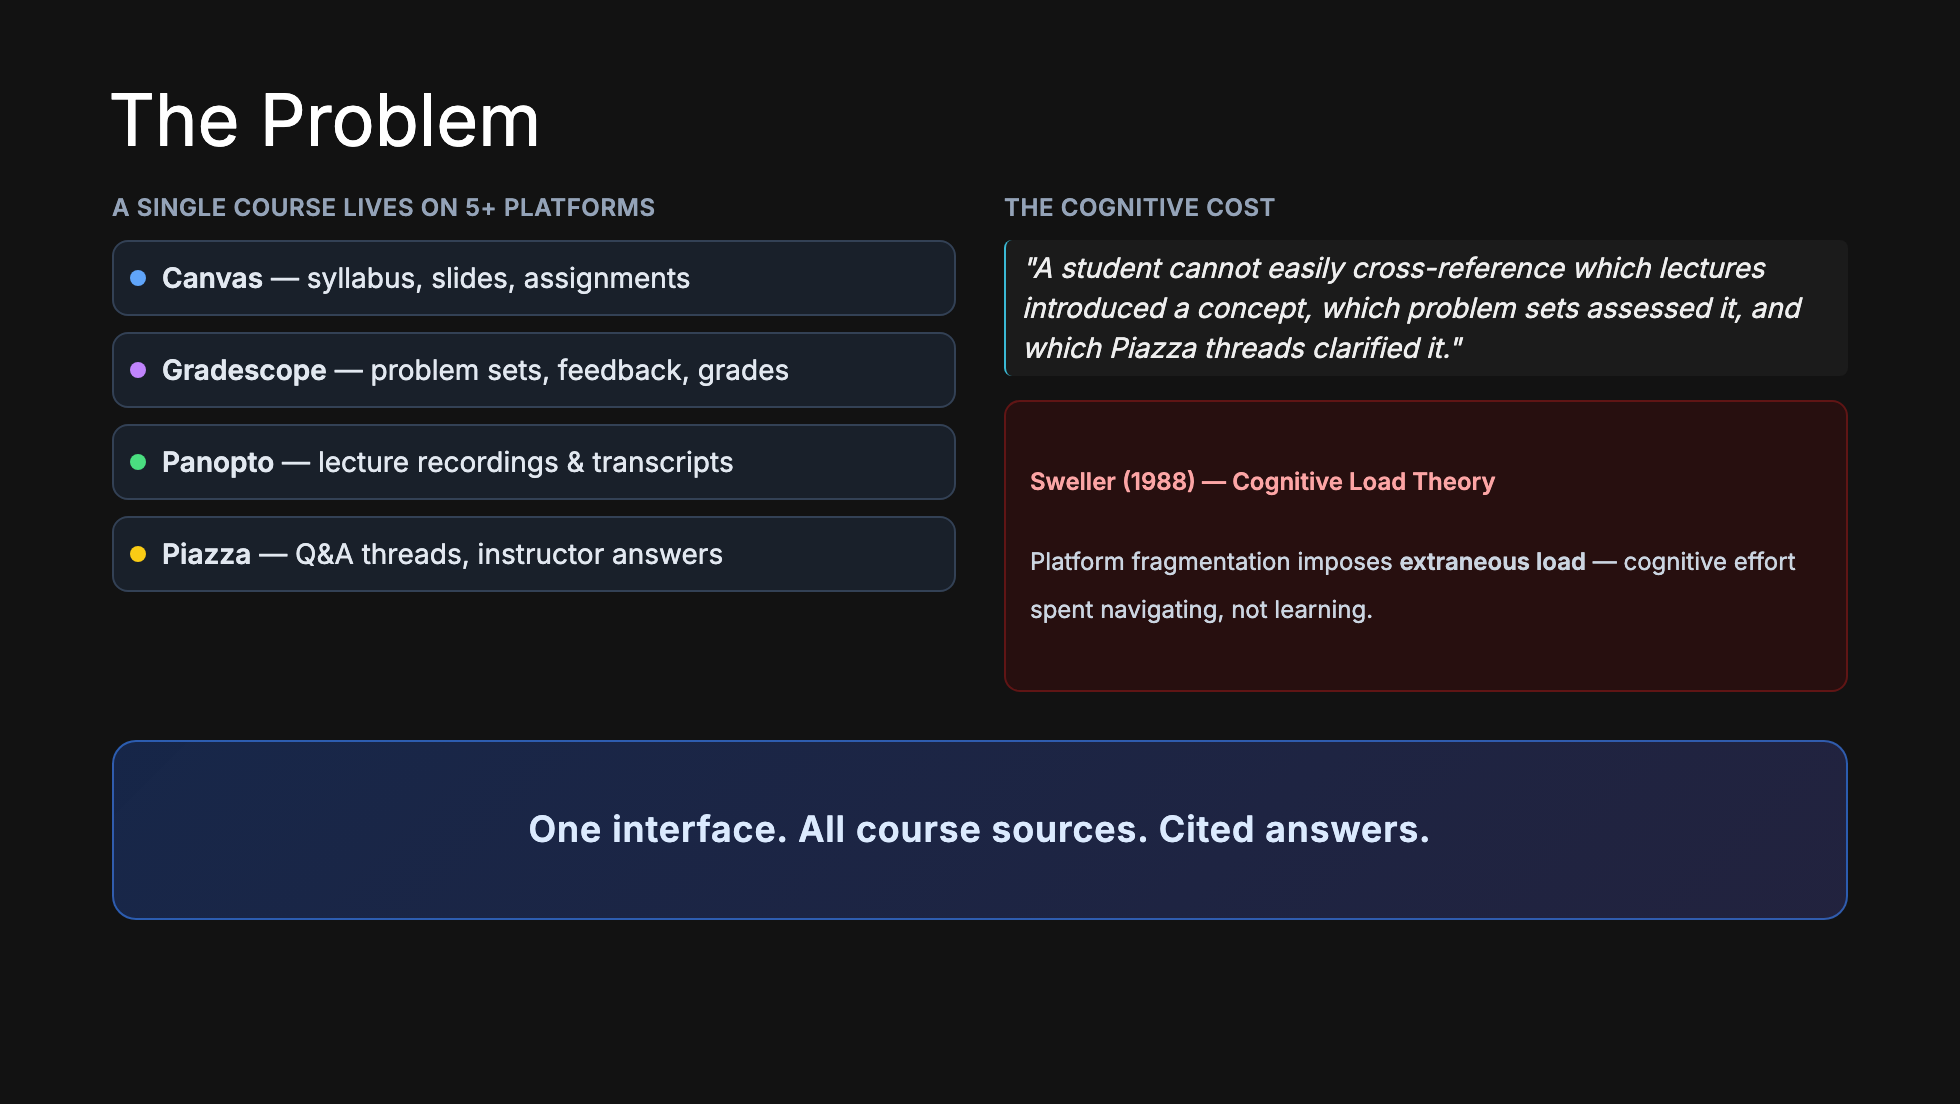 The Problem
A SINGLE COURSE LIVES ON 5+ PLATFORMS
Canvas — syllabus, slides, assignments
Gradescope — problem sets, feedback, grades
Panopto — lecture recordings & transcripts
Piazza — Q&A threads, instructor answers
THE COGNITIVE COST
"A student cannot easily cross-reference which lectures
introduced a concept, which problem sets assessed it, and
which Piazza threads clarified it."
Sweller (1988) — Cognitive Load Theory
Platform fragmentation imposes extraneous load — cognitive effort
spent navigating, not learning.
One interface. All course sources. Cited answers.